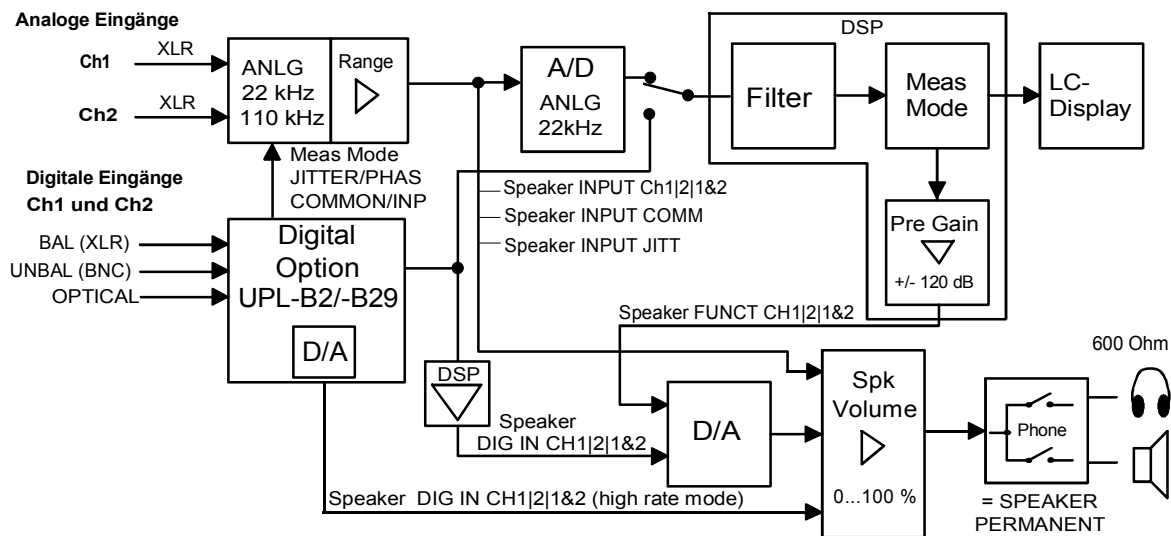 Analoge Eingänge
Ch1
XLR
Ch2
XLR
ANLG
22 kHz
110 kHz
Range
A/D
ANLG
22kHz
DSP
Filter
Meas
Mode
LC-
Display
Meas Mode
JITTER/PHAS
COMMON/INP
Digitale Eingänge
Ch1 und Ch2
BAL (XLR)
UNBAL (BNC)
OPTICAL
Digital
Option
UPL-B2/-B29
D/A
Speaker INPUT Ch1|2|1&2
Speaker INPUT COMM
Speaker INPUT JITT
Pre Gain
+/- 120 dB
Speaker FUNCT CH1|2|1&2
DSP
Speaker
DIG IN CH1|2|1&2
D/A
Spk
Volume
0...100 %
600 Ohm
Phone
= SPEAKER
PERMANENT
Speaker DIG IN CH1|2|1&2 (high rate mode)